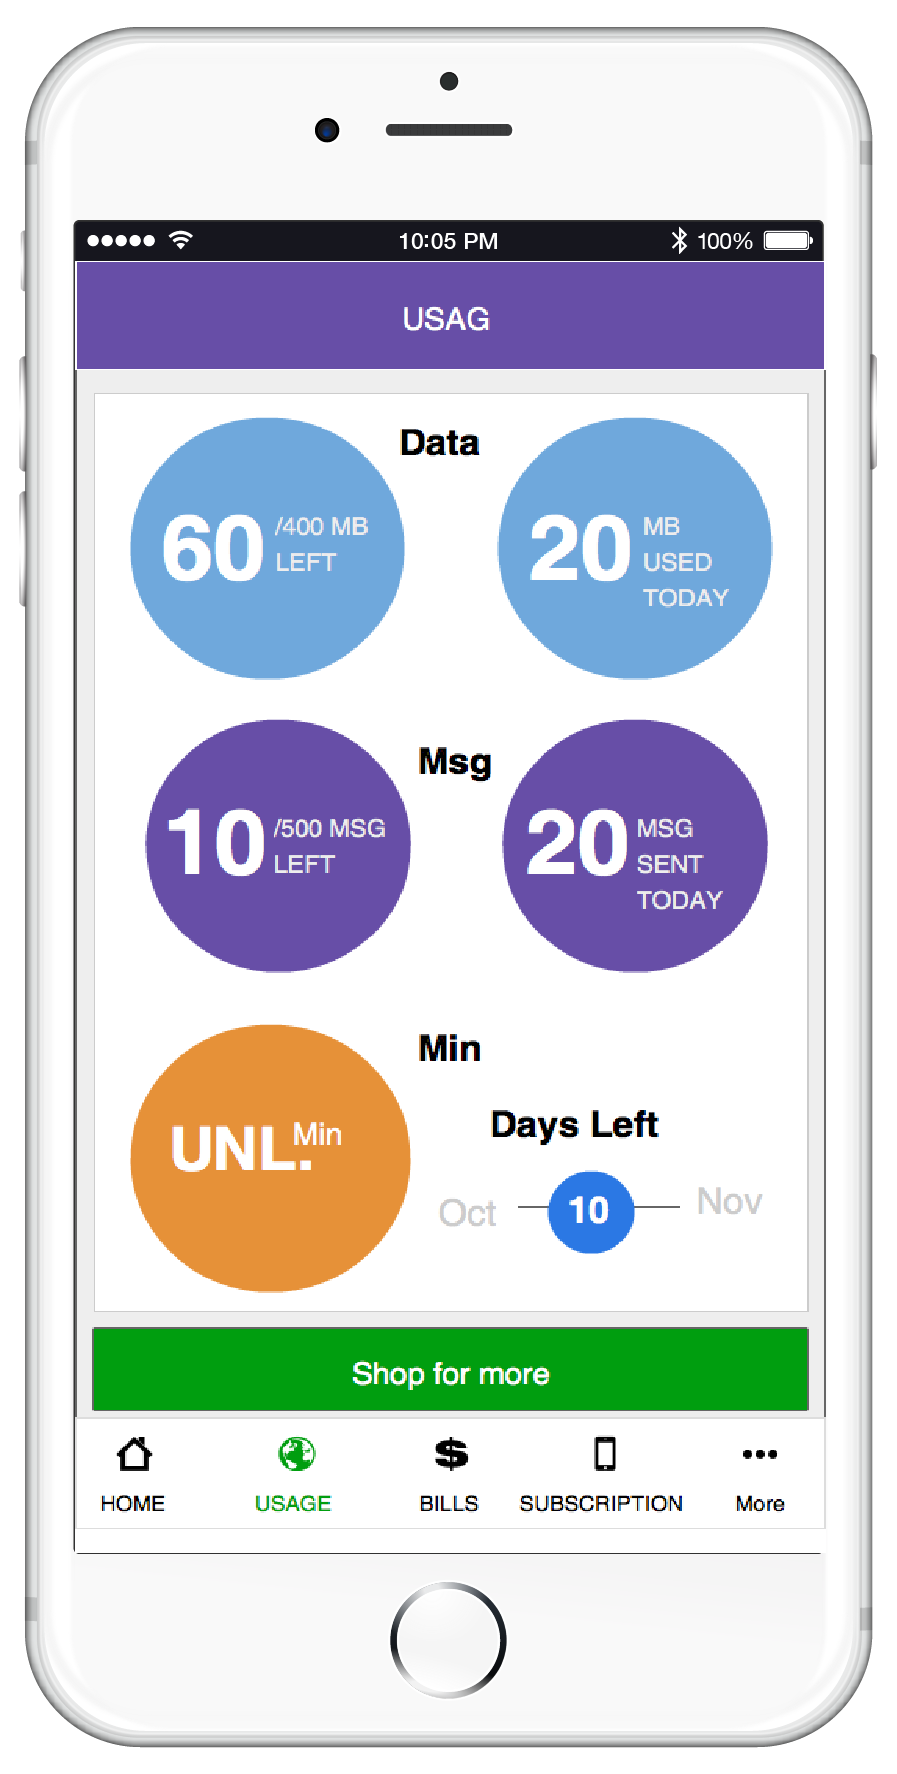 10:05 PM
100%
USAG
Data
60 /400 MB
LEFT
20 MB
USED
TODAY
Msg
10 /500 MSG
LEFT
20 MSG
SENT
TODAY
Min
UNL. Min
Days Left
Oct 10 Nov
Shop for more
HOME USAGE BILLS SUBSCRIPTION More